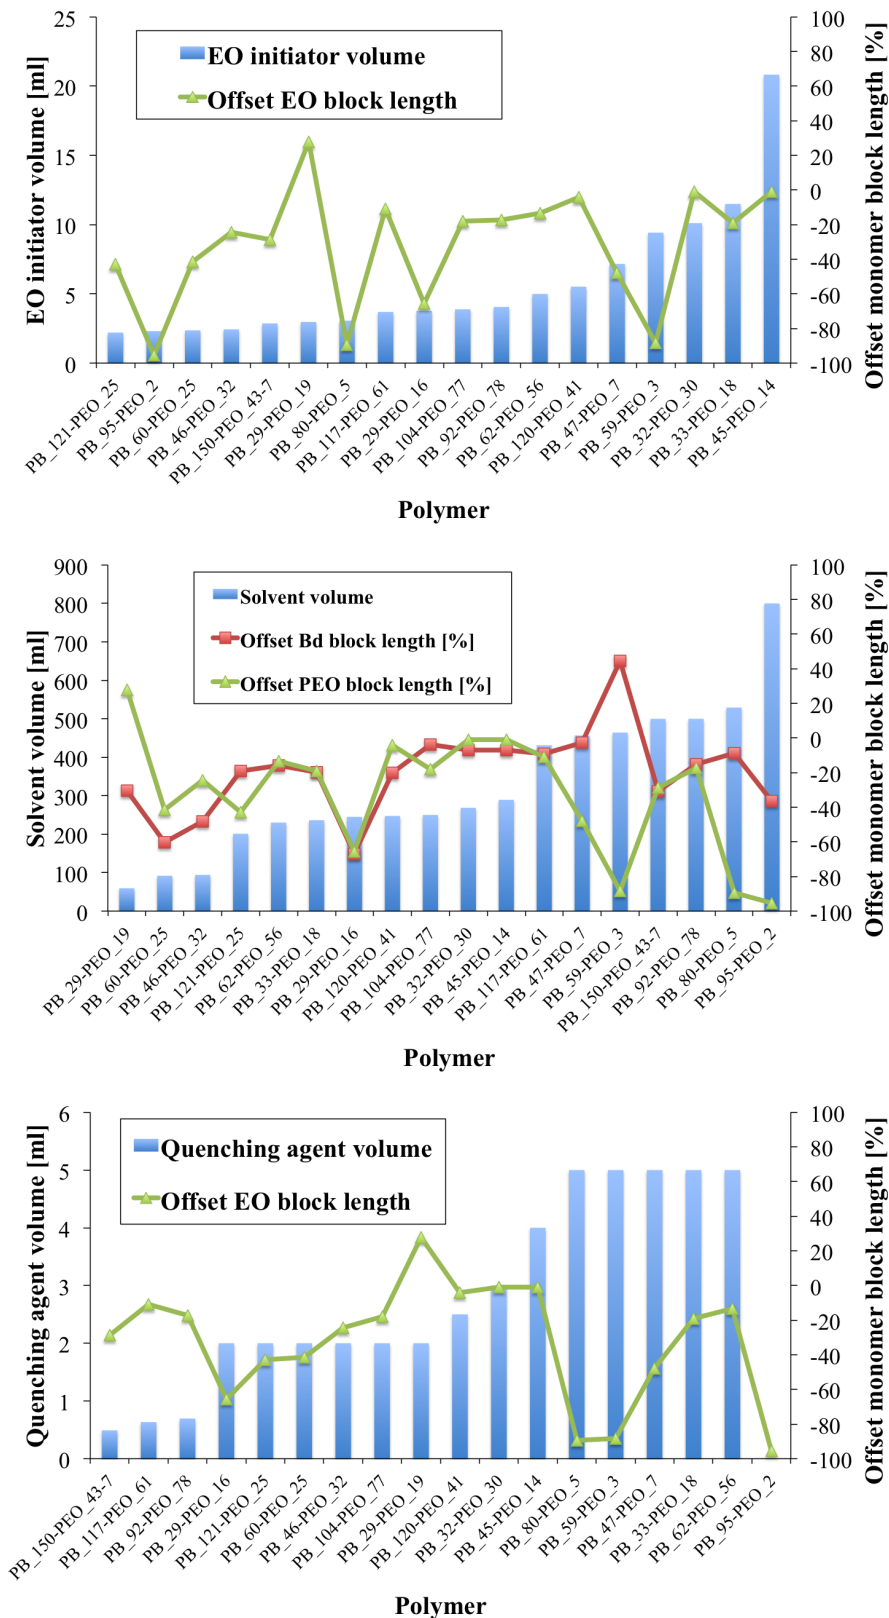 25
20
15
10
5
0
EO initiator volume [ml]
EO initiator volume
Offset EO block length
100
80
60
40
20
0
-20
-40
-60
-80
-100
Offset monomer block length [%]
PB_121-PEO_25
PB_95-PEO_2
PB_60-PEO_25
PB_46-PEO_32
PB_150-PEO_43-7
PB_29-PEO_19
PB_80-PEO_5
PB_117-PEO_61
PB_29-PEO_16
PB_104-PEO_77
PB_92-PEO_78
PB_62-PEO_56
PB_120-PEO_41
PB_47-PEO_7
PB_59-PEO_3
PB_32-PEO_30
PB_33-PEO_18
PB_45-PEO_14
Polymer
900
800
700
600
500
400
300
200
100
0
Solvent volume [ml]
Solvent volume
Offset Bd block length [%]
Offset PEO block length [%]
100
80
60
40
20
0
-20
-40
-60
-80
-100
Offset monomer block length [%]
PB_29-PEO_19
PB_60-PEO_25
PB_46-PEO_32
PB_121-PEO_25
PB_62-PEO_56
PB_33-PEO_18
PB_29-PEO_16
PB_120-PEO_41
PB_104-PEO_77
PB_32-PEO_30
PB_45-PEO_14
PB_117-PEO_61
PB_47-PEO_7
PB_59-PEO_3
PB_150-PEO_43-7
PB_92-PEO_78
PB_80-PEO_5
PB_95-PEO_2
Polymer
6
5
4
3
2
1
0
Quenching agent volume [ml]
Quenching agent volume
Offset EO block length
100
80
60
40
20
0
-20
-40
-60
-80
-100
Offset monomer block length [%]
PB_150-PEO_43-7
PB_117-PEO_61
PB_92-PEO_78
PB_29-PEO_16
PB_121-PEO_25
PB_60-PEO_25
PB_46-PEO_32
PB_104-PEO_77
PB_29-PEO_19
PB_120-PEO_41
PB_32-PEO_30
PB_45-PEO_14
PB_80-PEO_5
PB_59-PEO_3
PB_47-PEO_7
PB_33-PEO_18
PB_62-PEO_56
PB_95-PEO_2
Polymer